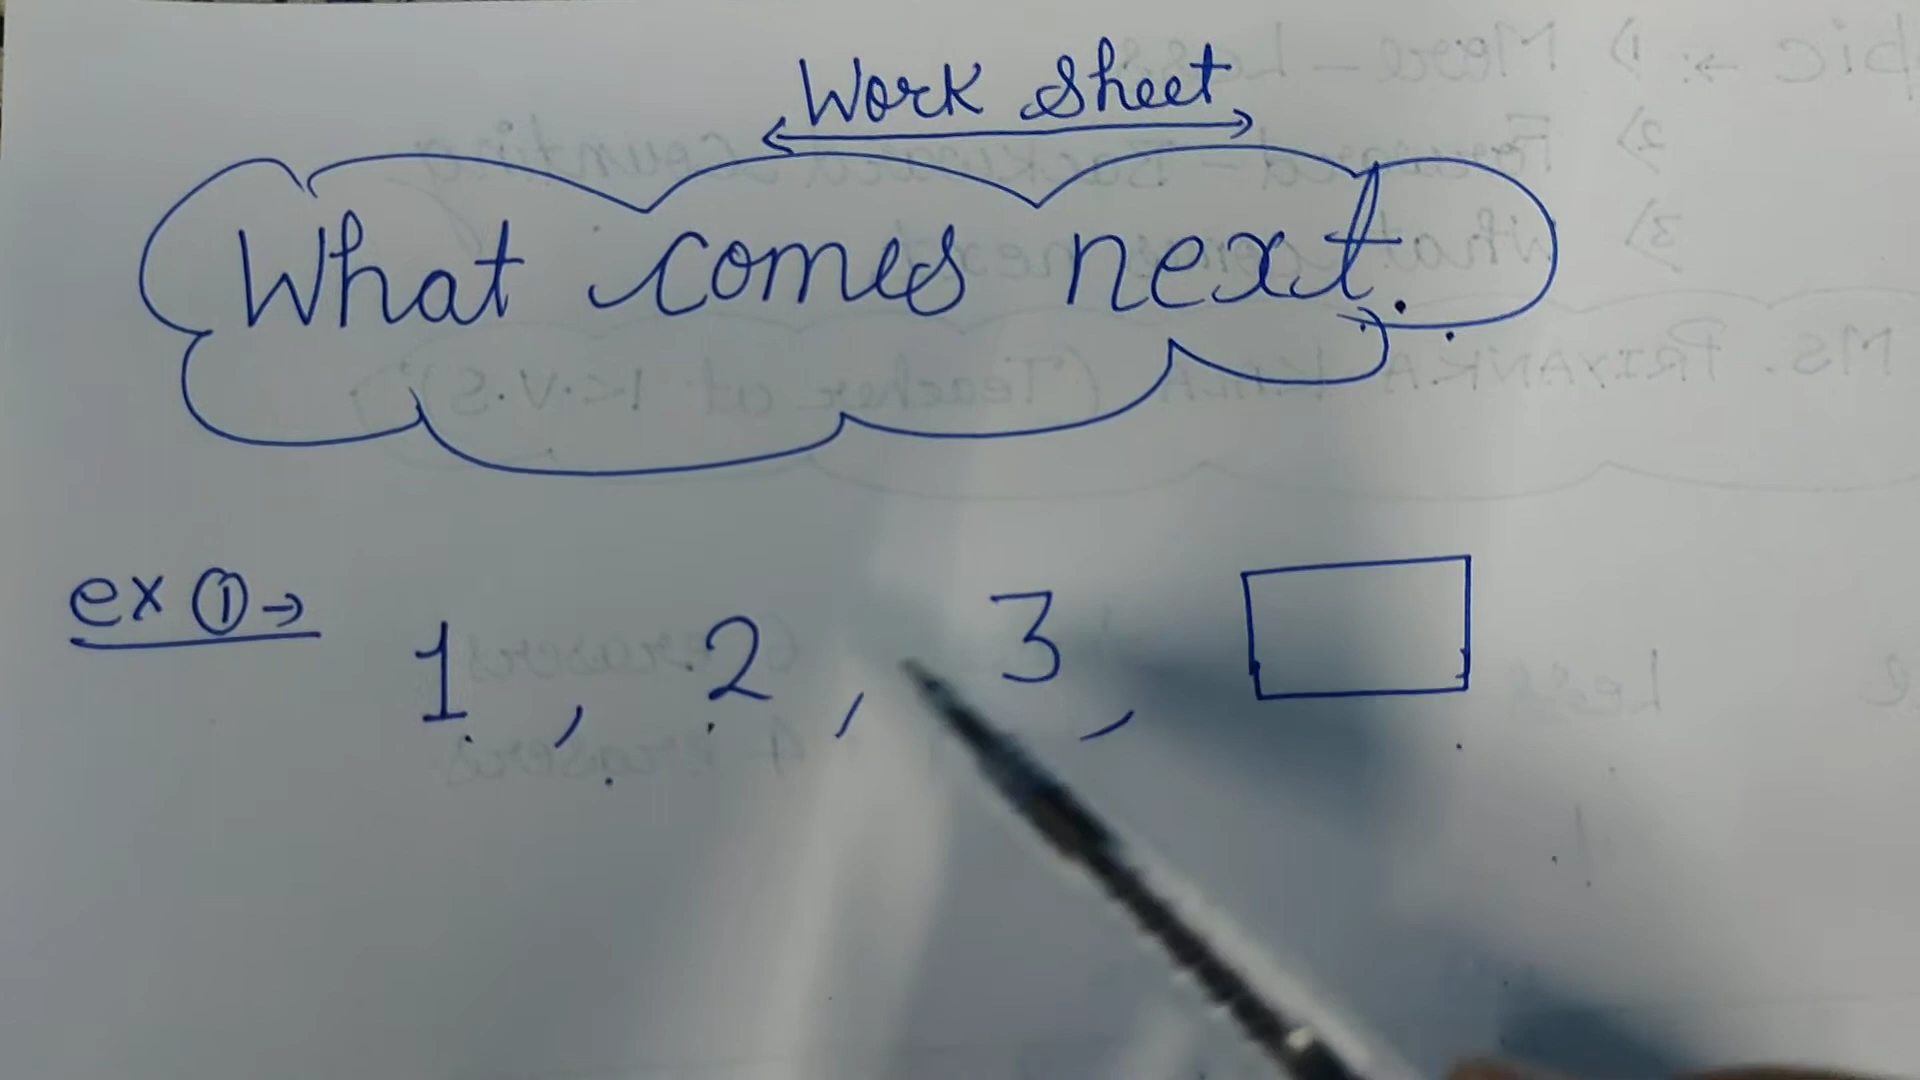 Work Sheet
What comes next.
ex ① →
1, 2, 3,